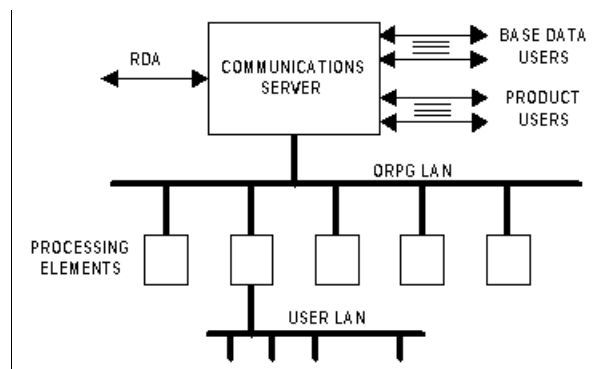 RDA
COMMUNICATIONS
SERVER
BASE DATA
USERS
PRODUCT
USERS
ORPG LAN
PROCESSING
ELEMENTS
USER LAN